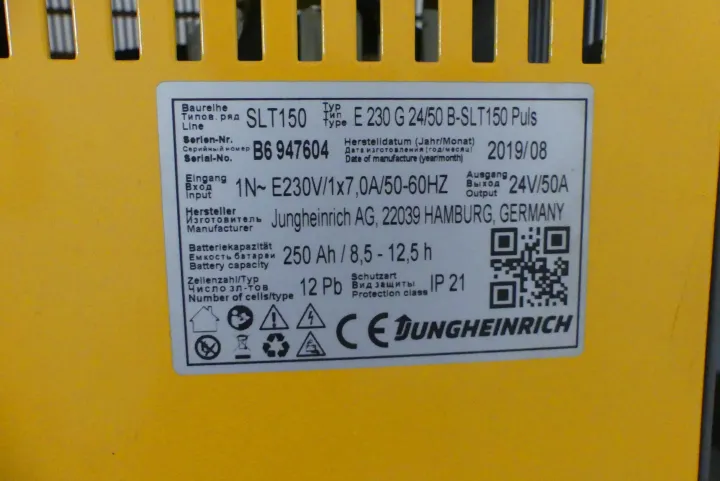 Baureihe
Типов. ряд
Line
SLT150
Typ
Тип
Type
E 230 G 24/50 B-SLT150 Puls
Serien-Nr.
Серийный номер
Serial-No.
B6 947604
Herstelldatum (Jahr/Monat)
Дата изготовления (год/месяц)
Date of manufacture (year/month)
2019/08
Eingang
Вход
Input
1N~ E230V/1x7,0A/50-60HZ
Ausgang
Выход
Output
24V/50A
Hersteller
Изготовитель
Manufacturer
Jungheinrich AG, 22039 HAMBURG, GERMANY
Batteriekapazität
Емкость батареи
Battery capacity
250 Ah / 8,5 - 12,5 h
Zellenzahl/Typ
Число эл-тов
Number of cells/type
12 Pb
Schutzart
Вид защиты
Protection class
IP 21
CE
JUNGHEINRICH